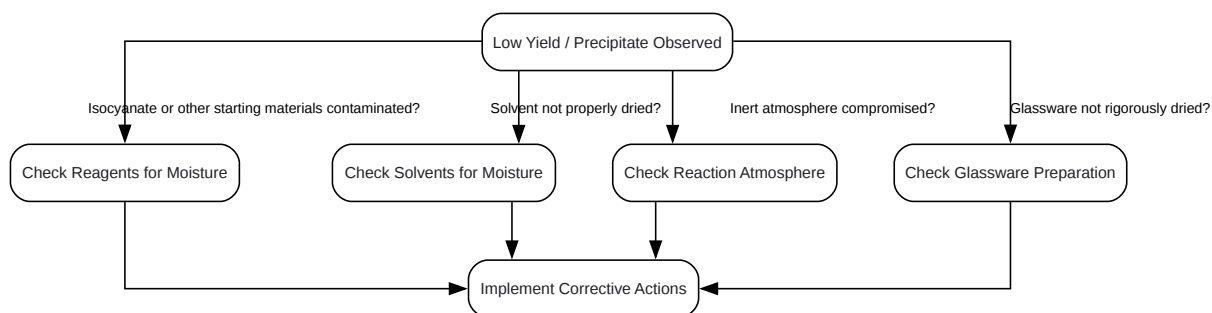 Low Yield / Precipitate Observed
Isocyanate or other starting materials contaminated?
Solvent not properly dried?
Inert atmosphere compromised?
Glassware not rigorously dried?
Check Reagents for Moisture
Check Solvents for Moisture
Check Reaction Atmosphere
Check Glassware Preparation
Implement Corrective Actions